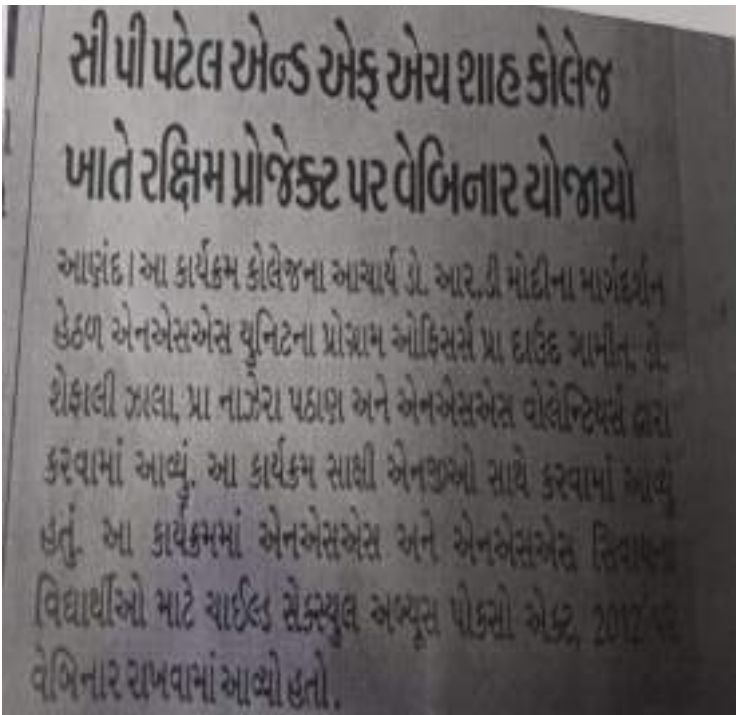 સી પી પટેલ એન્ડ એફ એચ શાહ કોલેજ
ખાતે રક્ષિમ પ્રોજેક્ટ પર વેબિનાર યોજાયો
આણંદ। આ કાર્યક્રમ કોલેજના આચાર્ય ડો. આર.ડી મોદીના માર્ગદર્શન
હેઠળ એનએસએસ યુનિટના પ્રોગ્રામ ઓફિસર્સ પ્રા દાઉદ ગામીત, ડો.
શેફાલી ઝાલા, પ્રા નાઝેરા પઠાણ અને એનએસએસ વોલેન્ટિયર્સ દ્વારા
કરવામાં આવ્યું. આ કાર્યક્રમ સાક્ષી એનજીઓ સાથે કરવામાં આવ્યું
હતું. આ કાર્યક્રમમાં એનએસએસ અને એનએસએસ સિવાયના
વિદ્યાર્થીઓ માટે ચાઈલ્ડ સેક્સ્યુલ અબ્યૂસ પોક્સો એક્ટ, 2012 પર
વેબિનાર રાખવામાં આવ્યો હતો.